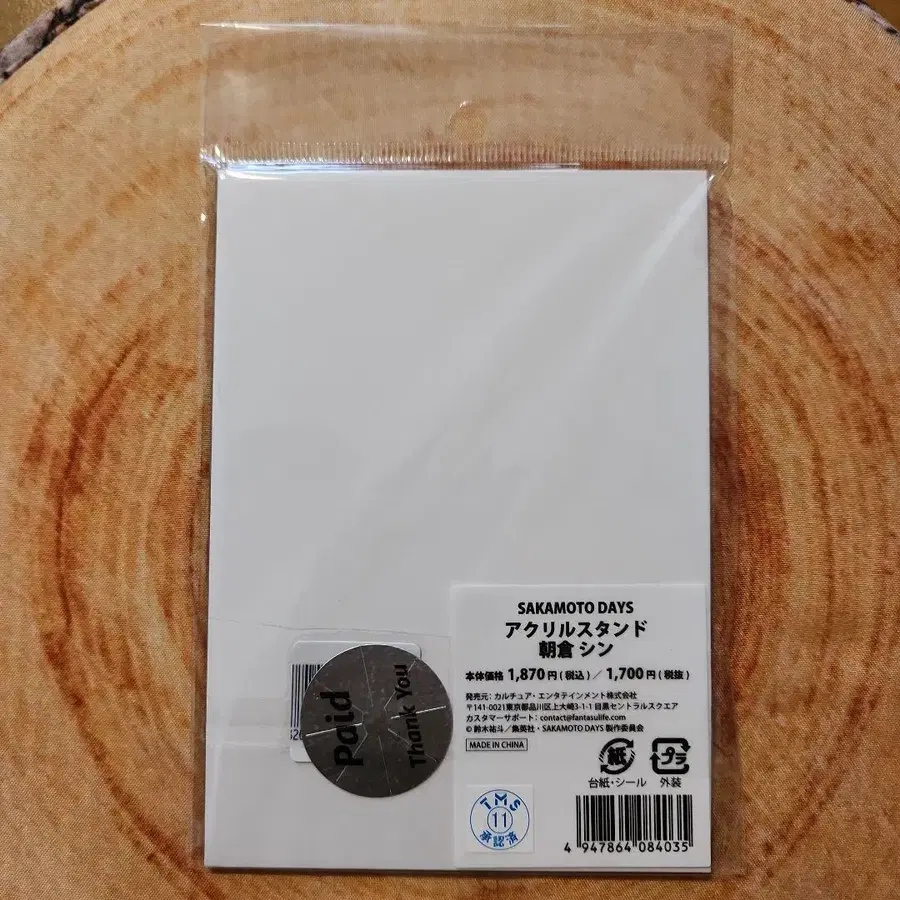 Paid
Thank You
SAKAMOTO DAYS
アクリルスタンド
朝倉 シン
本体価格 1,870 円 ( 税込 ) / 1,700 円 ( 税抜 )
発売元 : カルチュア・エンタテインメント株式会社
〒141-0021東京都品川区上大崎3-1-1 目黒セントラルスクエア
カスタマーサポート : contact@fantasulife.com
© 鈴木祐斗／集英社・SAKAMOTO DAYS 製作委員会
MADE IN CHINA
紙 プラ
台紙・シール 外装
TMS
11
承認済
4 947864 084035